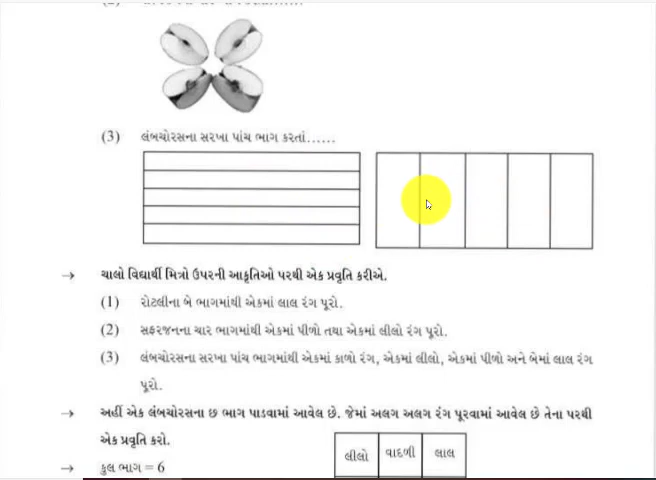 (3) લંબચોરસના સરખા પાંચ ભાગ કરતાં......
→ ચાલો વિદ્યાર્થી મિત્રો ઉપરની આકૃતિઓ પરથી એક પ્રવૃતિ કરીએ.
(1) રોટલીના બે ભાગમાંથી એકમાં લાલ રંગ પૂરો.
(2) સફરજનના ચાર ભાગમાંથી એકમાં પીળો તથા એકમાં લીલો રંગ પૂરો.
(3) લંબચોરસના સરખા પાંચ ભાગમાંથી એકમાં કાળો રંગ, એકમાં લીલો, એકમાં પીળો અને બેમાં લાલ રંગ
પૂરો.
→ અહીં એક લંબચોરસના છ ભાગ પાડવામાં આવેલ છે. જેમાં અલગ અલગ રંગ પૂરવામાં આવેલ છે તેના પરથી
એક પ્રવૃતિ કરો.
લીલો વાદળી લાલ
→ કુલ ભાગ = 6